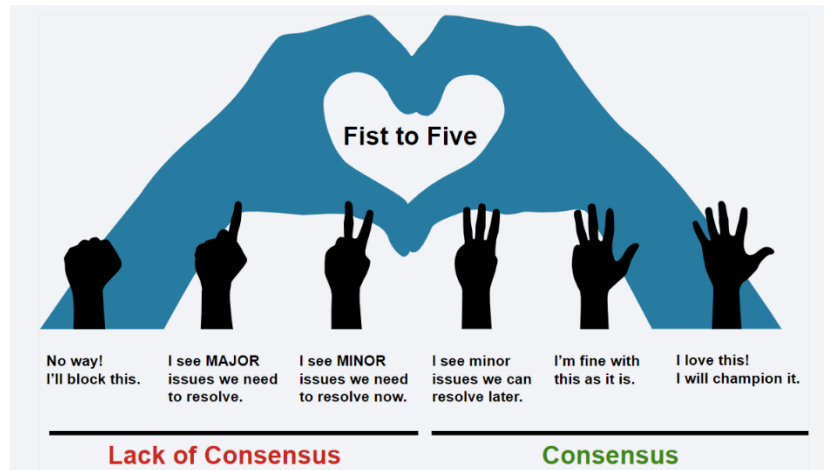 Fist to Five
No way!
I'll block this.
I see MAJOR
issues we need
to resolve.
I see MINOR
issues we need
to resolve now.
I see minor
issues we can
resolve later.
I'm fine with
this as it is.
I love this!
I will champion it.
Lack of Consensus
Consensus